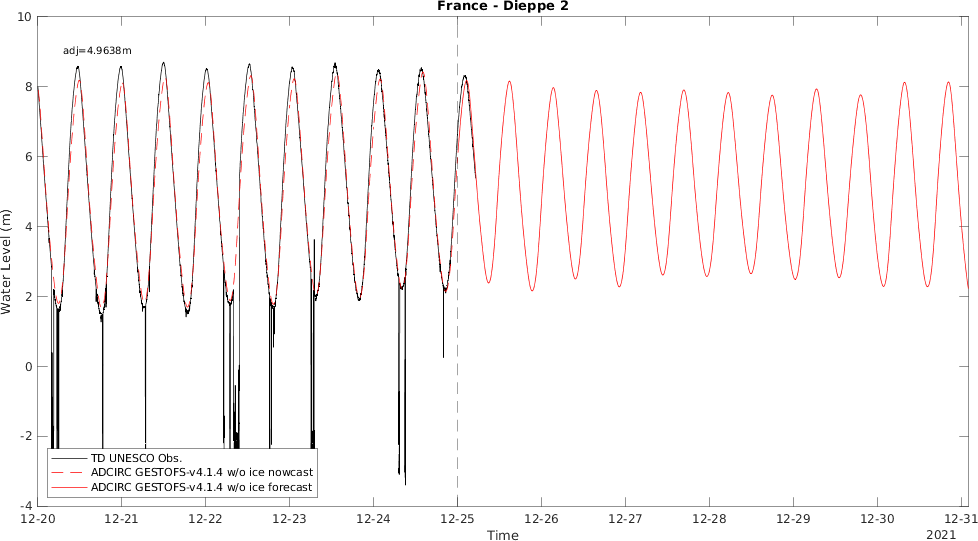 France - Dieppe 2
adj=4.9638m
10
8
6
4
2
0
-2
-4
Water Level (m)
TD UNESCO Obs.
ADCIRC GESTOFS-v4.1.4 w/o ice nowcast
ADCIRC GESTOFS-v4.1.4 w/o ice forecast
12-20 12-21 12-22 12-23 12-24 12-25 12-26 12-27 12-28 12-29 12-30 12-31
Time
2021